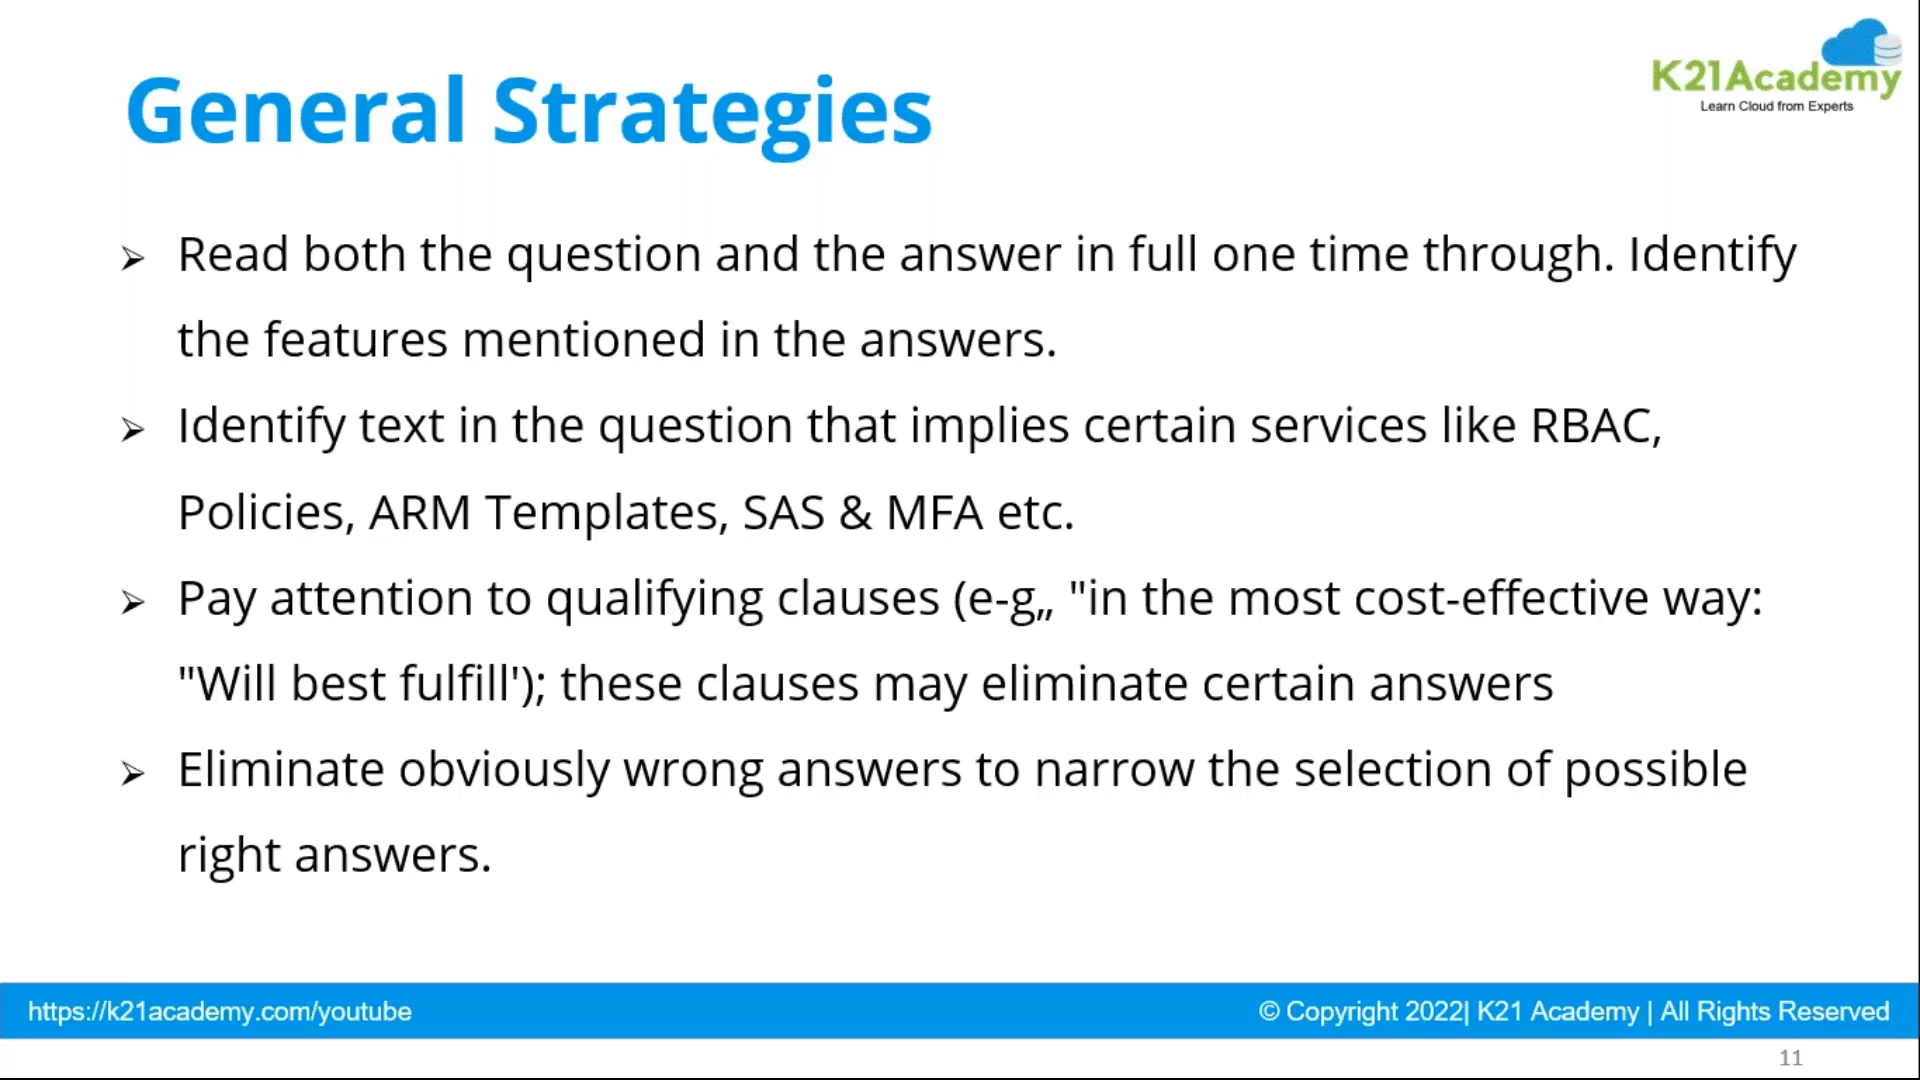 K21Academy
Learn Cloud from Experts
General Strategies
➢ Read both the question and the answer in full one time through. Identify
the features mentioned in the answers.
➢ Identify text in the question that implies certain services like RBAC,
Policies, ARM Templates, SAS & MFA etc.
➢ Pay attention to qualifying clauses (e-g,, "in the most cost-effective way:
"Will best fulfill'); these clauses may eliminate certain answers
➢ Eliminate obviously wrong answers to narrow the selection of possible
right answers.
https://k21academy.com/youtube
© Copyright 2022| K21 Academy | All Rights Reserved
11